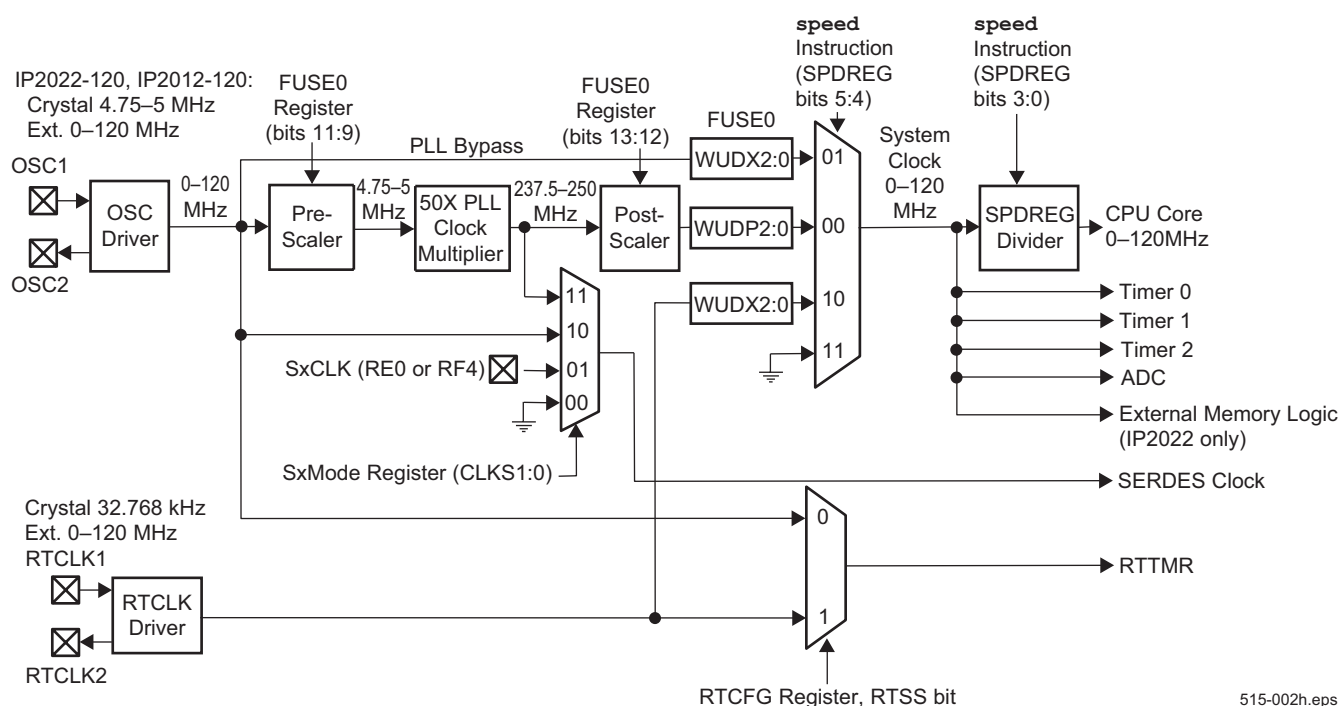 speed
Instruction
(SPDREG
bits 5:4)
speed
Instruction
(SPDREG
bits 3:0)
IP2022-120, IP2012-120:
Crystal 4.75–5 MHz
Ext. 0–120 MHz
FUSE0
Register
(bits 11:9)
FUSE0
Register
(bits 13:12)
FUSE0
PLL Bypass
OSC1
OSC2
OSC
Driver
0–120
MHz
Pre-
Scaler
4.75–5
MHz
50X PLL
Clock
Multiplier
237.5–250
MHz
Post-
Scaler
WUDX2:0
WUDP2:0
WUDX2:0
01
00
10
11
System
Clock
0–120
MHz
SPDREG
Divider
CPU Core
0–120MHz
Timer 0
Timer 1
Timer 2
ADC
External Memory Logic
(IP2022 only)
11
10
01
00
SxCLK (RE0 or RF4)
SxMode Register (CLKS1:0)
SERDES Clock
Crystal 32.768 kHz
Ext. 0–120 MHz
RTCLK1
RTCLK2
RTCLK
Driver
0
1
RTTMR
RTCFG Register, RTSS bit
515-002h.eps